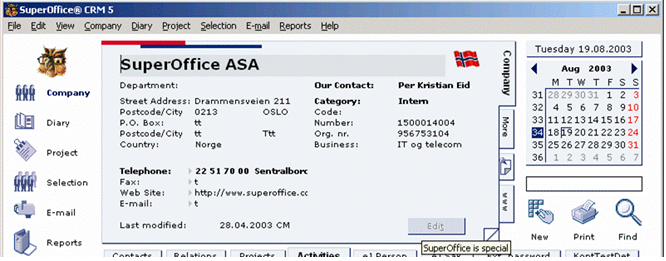 SuperOffice® CRM 5
File Edit View Company Diary Project Selection E-mail Reports Help
Company
Diary
Project
Selection
E-mail
Reports
SuperOffice ASA
Department:
Our Contact: Per Kristian Eid
Street Address: Drammensveien 211
Category: Intern
Postcode/City 0213 OSLO
Code:
P.O. Box: tt
Number: 1500014004
Postcode/City tt Ttt
Org. nr. 956753104
Country: Norge
Business: IT og telecom
Telephone: 22 51 70 00 Sentralborc
Fax: t
Web Site: http://www.superoffice.cc
E-mail: t
Last modified: 28.04.2003 CM
Edit
SuperOffice is special
Company
More
www
Tuesday 19.08.2003
Aug 2003
M T W T F S S
31 28 29 30 31 1 2 3
32 4 5 6 7 8 9 10
33 11 12 13 14 15 16 17
34 18 19 20 21 22 23 24
35 25 26 27 28 29 30 31
36 1 2 3 4 5 6 7
New Print Find
Contacts Relations Projects Activities
password
KontTestDet